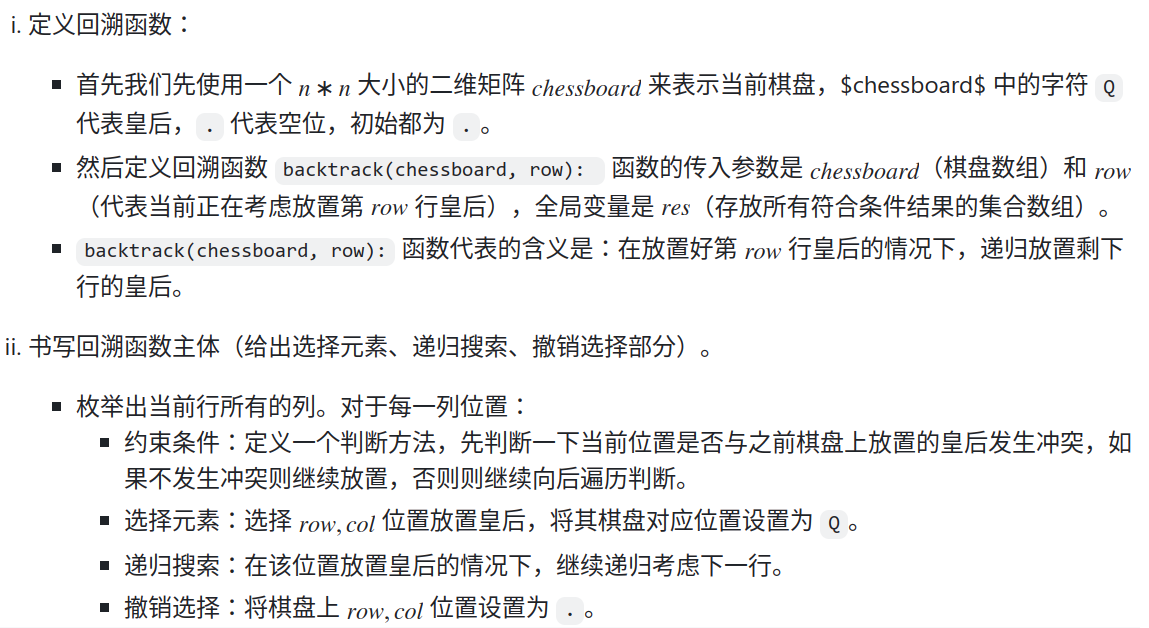 i. 定义回溯函数：
▪ 首先我们先使用一个 n * n 大小的二维矩阵 chessboard 来表示当前棋盘，$chessboard$ 中的字符 Q
代表皇后， . 代表空位，初始都为 . 。
▪ 然后定义回溯函数 backtrack(chessboard, row): 函数的传入参数是 chessboard（棋盘数组）和 row
（代表当前正在考虑放置第 row 行皇后），全局变量是 res（存放所有符合条件结果的集合数组）。
▪ backtrack(chessboard, row): 函数代表的含义是：在放置好第 row 行皇后的情况下，递归放置剩下
行的皇后。
ii. 书写回溯函数主体（给出选择元素、递归搜索、撤销选择部分）。
▪ 枚举出当前行所有的列。对于每一列位置：
▪ 约束条件：定义一个判断方法，先判断一下当前位置是否与之前棋盘上放置的皇后发生冲突，如
果不发生冲突则继续放置，否则则继续向后遍历判断。
▪ 选择元素：选择 row, col 位置放置皇后，将其棋盘对应位置设置为 Q 。
▪ 递归搜索：在该位置放置皇后的情况下，继续递归考虑下一行。
▪ 撤销选择：将棋盘上 row, col 位置设置为 . 。